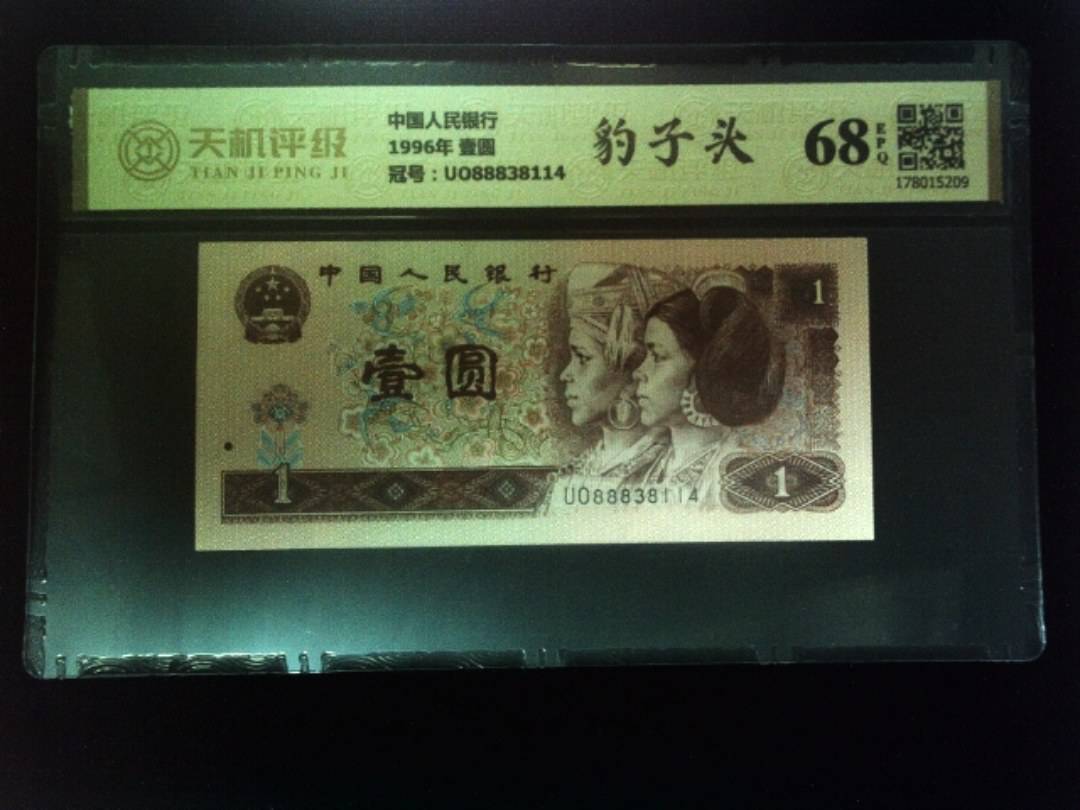 天机评级
TIAN JI PING JI
中国人民银行
1996年 壹圆
冠号：UO88838114
豹子头
68
EPQ
178015209
中国人民银行
1
壹圆
1
UO88838114
1